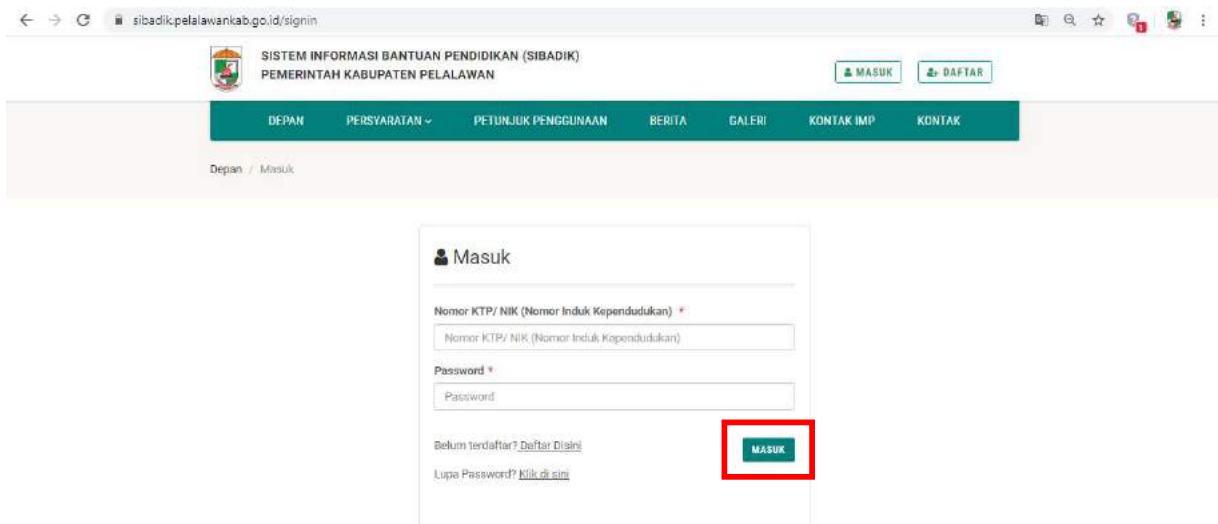 sibadik.pelalawankab.go.id/signin
1
SISTEM INFORMASI BANTUAN PENDIDIKAN (SIBADIK)
PEMERINTAH KABUPATEN PELALAWAN
MASUK
DAFTAR
DEPAN PERSYARATAN PETUNJUK PENGGUNAAN BERITA GALERI KONTAK IMP KONTAK
Depan / Masuk
Masuk
Nomor KTP/ NIK (Nomor Induk Kependudukan) *
Nomor KTP/ NIK (Nomor Induk Kependudukan)
Password *
Password
Belum terdaftar? Daftar Disini
MASUK
Lupa Password? Klik di sini